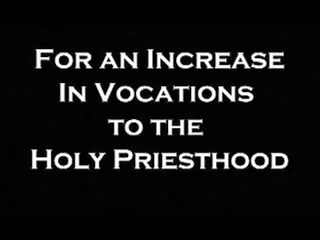 For an Increase
In Vocations
to the
Holy Priesthood